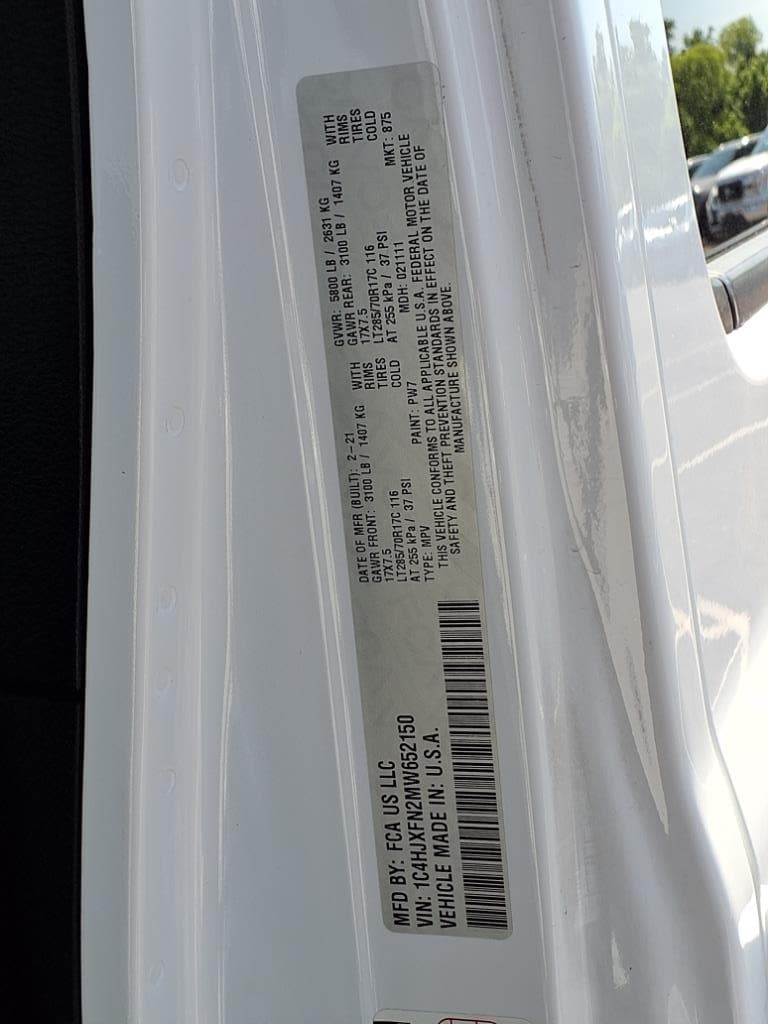 MFD BY: FCA US LLC
VIN: 1C4HJXFN2MW652150
VEHICLE MADE IN: U.S.A.
DATE OF MFR (BUILT): 2-21
GAWR FRONT: 3100 LB / 1407 KG WITH
17X7.5 RIMS
LT285/70R17C 116 TIRES
AT 255 kPa / 37 PSI COLD
GVWR: 5800 LB / 2631 KG
GAWR REAR: 3100 LB / 1407 KG WITH
17X7.5 RIMS
LT285/70R17C 116 TIRES
AT 255 kPa / 37 PSI COLD
MDH: 021111 MKT: 875
TYPE: MPV PAINT: PW7
THIS VEHICLE CONFORMS TO ALL APPLICABLE U.S.A. FEDERAL MOTOR VEHICLE
SAFETY AND THEFT PREVENTION STANDARDS IN EFFECT ON THE DATE OF
MANUFACTURE SHOWN ABOVE.